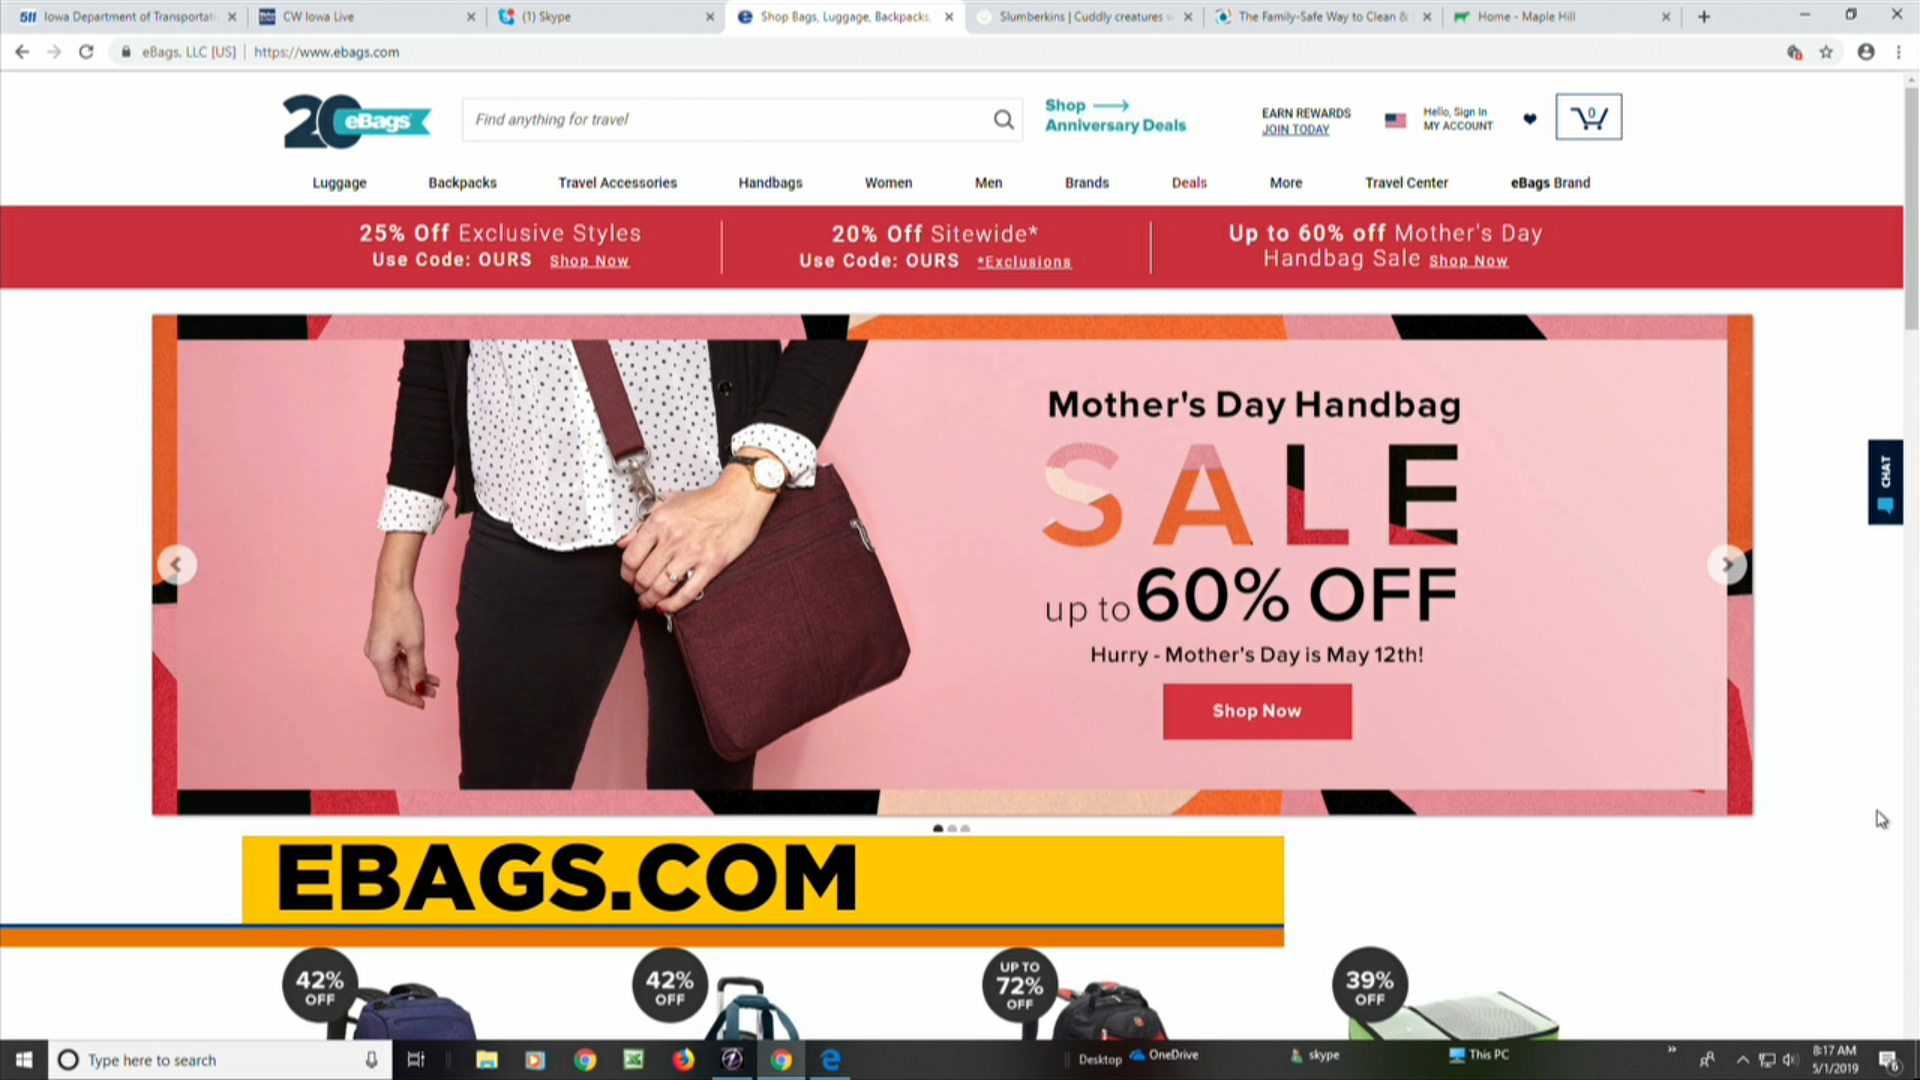 511 Iowa Department of Transportati
CW Iowa Live
(1) Skype
Shop Bags, Luggage, Backpacks,
Slumberkins | Cuddly creatures w
The Family-Safe Way to Clean &
Home - Maple Hill
eBags, LLC [US] | https://www.ebags.com
20 eBags
Find anything for travel
Shop
Anniversary Deals
EARN REWARDS
JOIN TODAY
Hello, Sign In
MY ACCOUNT
0
Luggage Backpacks Travel Accessories Handbags Women Men Brands Deals More Travel Center eBags Brand
25% Off Exclusive Styles
Use Code: OURS Shop Now
20% Off Sitewide*
Use Code: OURS *Exclusions
Up to 60% off Mother's Day
Handbag Sale Shop Now
Mother's Day Handbag
SALE
up to 60% OFF
Hurry - Mother's Day is May 12th!
Shop Now
CHAT
EBAGS.COM
42%
OFF
42%
OFF
UP TO
72%
OFF
39%
OFF
Type here to search
Desktop
OneDrive
skype
This PC
8:17 AM
5/1/2019